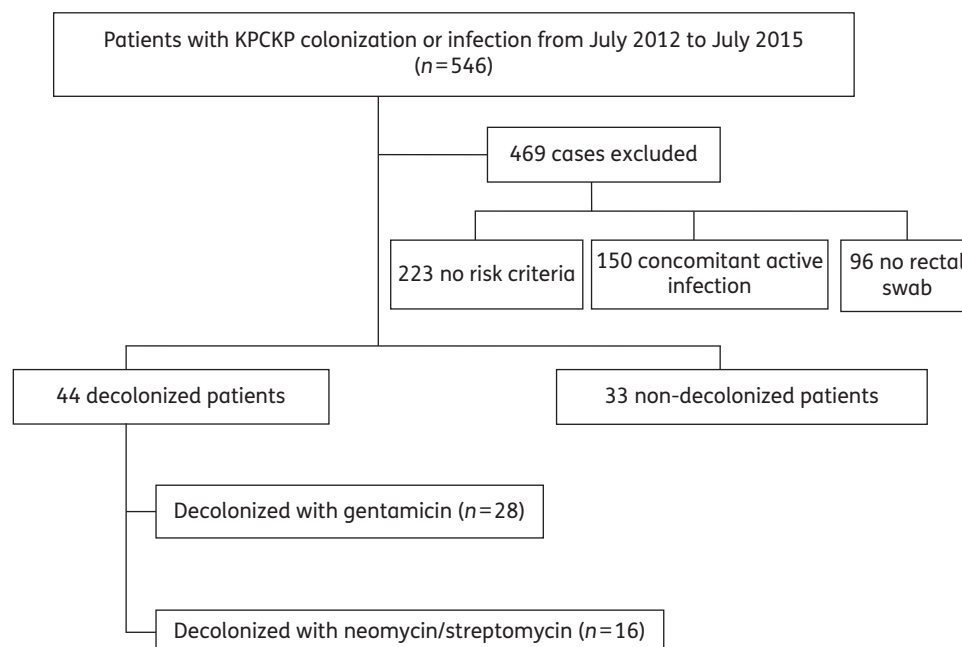 Patients with KPCKP colonization or infection from July 2012 to July 2015
(n=546)
469 cases excluded
223 no risk criteria
150 concomitant active
infection
96 no rectal
swab
44 decolonized patients
33 non-decolonized patients
Decolonized with gentamicin (n=28)
Decolonized with neomycin/streptomycin (n=16)